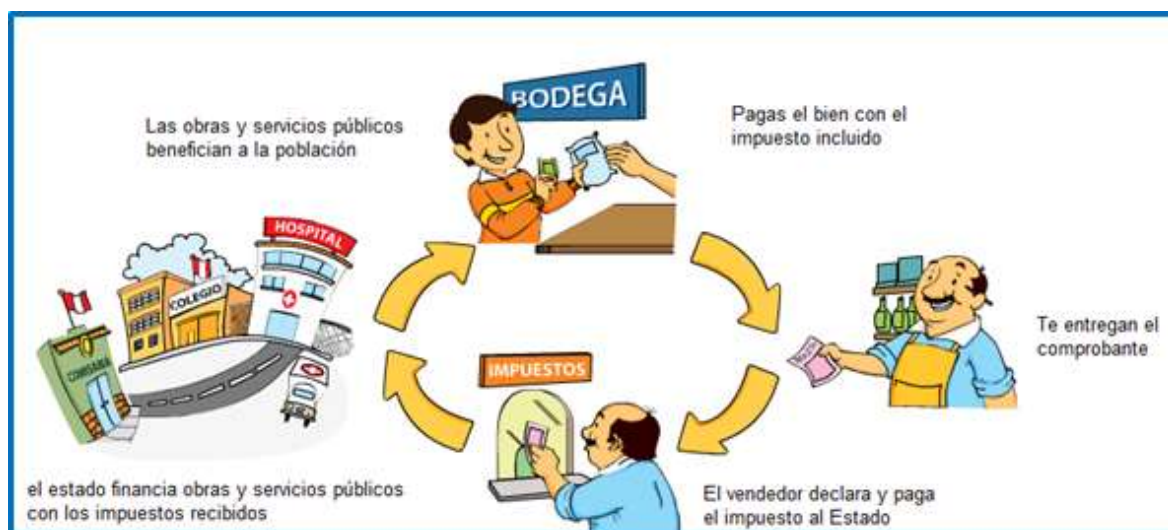 BODEGA
Las obras y servicios públicos
benefician a la población
Pagas el bien con el
impuesto incluido
HOSPITAL
COLEGIO
COMISARIA
Te entregan el
comprobante
IMPUESTOS
el estado financia obras y servicios públicos
con los impuestos recibidos
El vendedor declara y paga
el impuesto al Estado